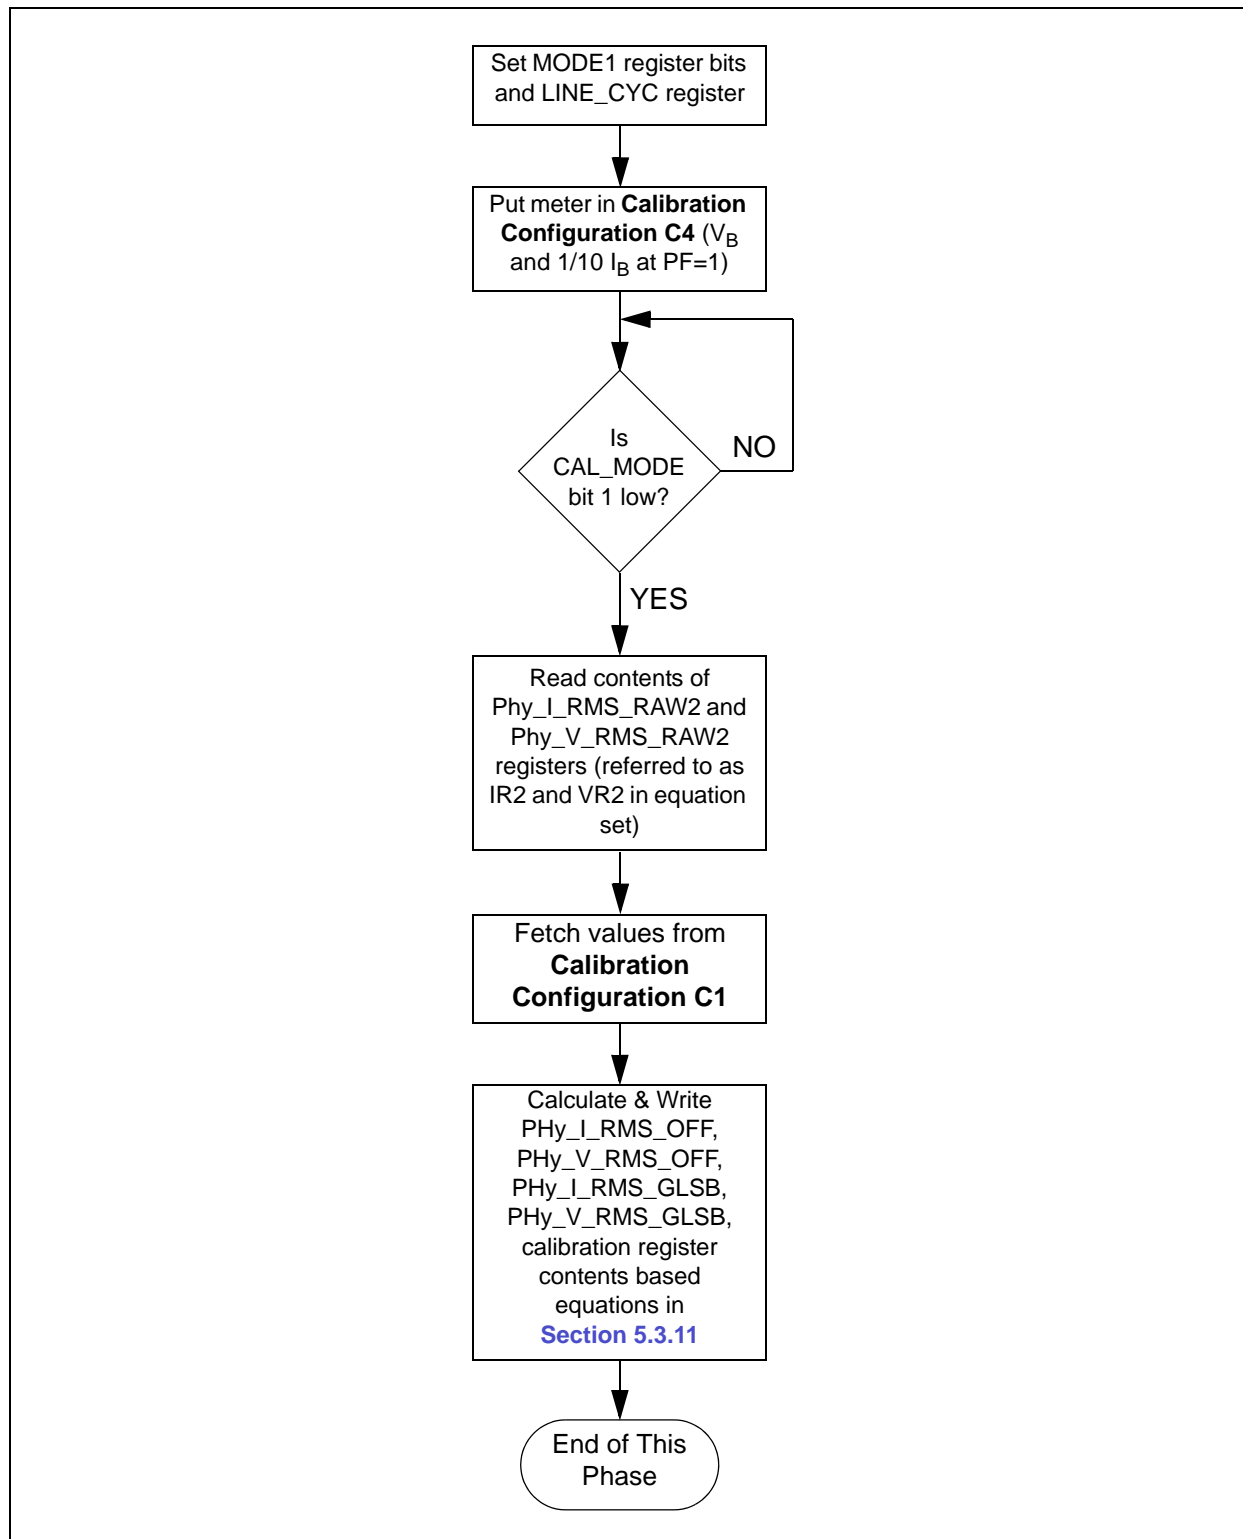 Set MODE1 register bits
and LINE_CYC register
Put meter in Calibration
Configuration C4 (VB
and 1/10 IB at PF=1)
Is
CAL_MODE
bit 1 low?
NO
YES
Read contents of
Phy_I_RMS_RAW2 and
Phy_V_RMS_RAW2
registers (referred to as
IR2 and VR2 in equation
set)
Fetch values from
Calibration
Configuration C1
Calculate & Write
PHy_I_RMS_OFF,
PHy_V_RMS_OFF,
PHy_I_RMS_GLSB,
PHy_V_RMS_GLSB,
calibration register
contents based
equations in
Section 5.3.11
End of This
Phase